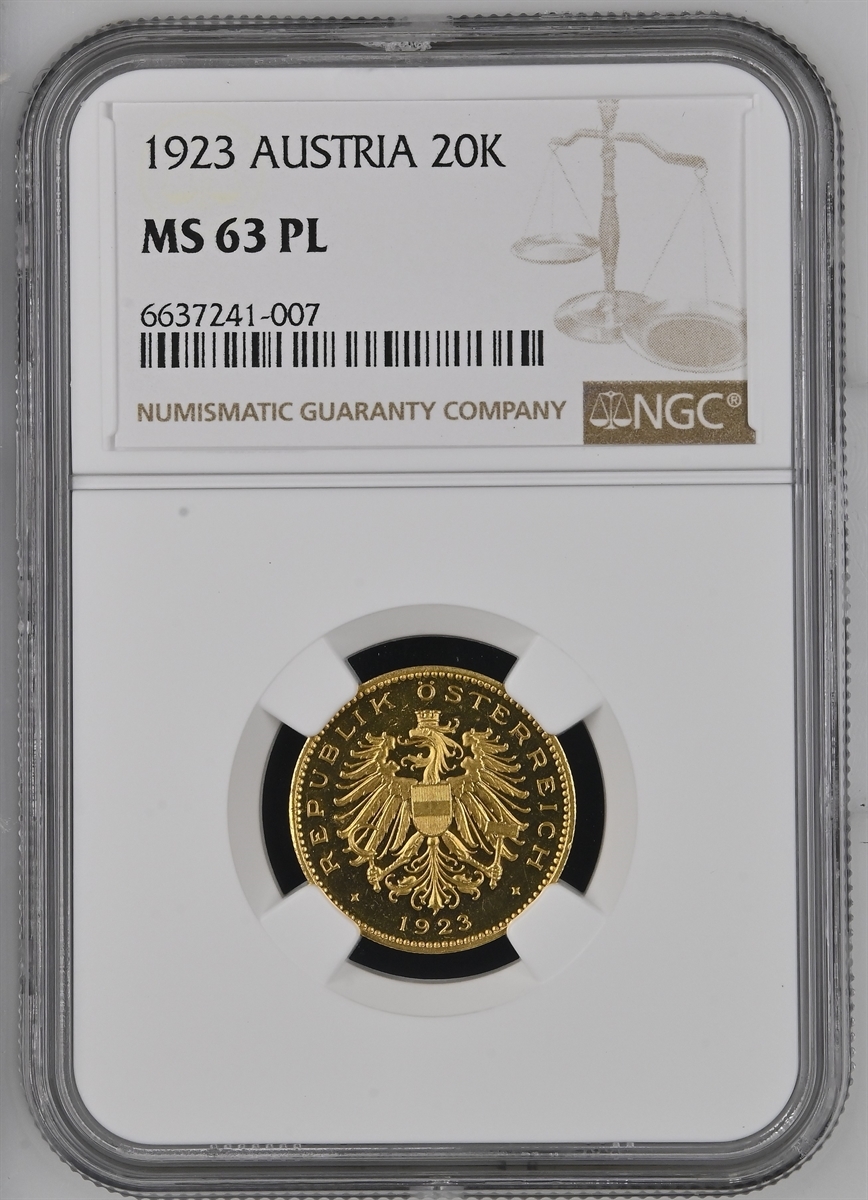 1923 AUSTRIA 20K
MS 63 PL
6637241-007
NUMISMATIC GUARANTY COMPANY
NGC®
REPUBLIK ÖSTERREICH
1923